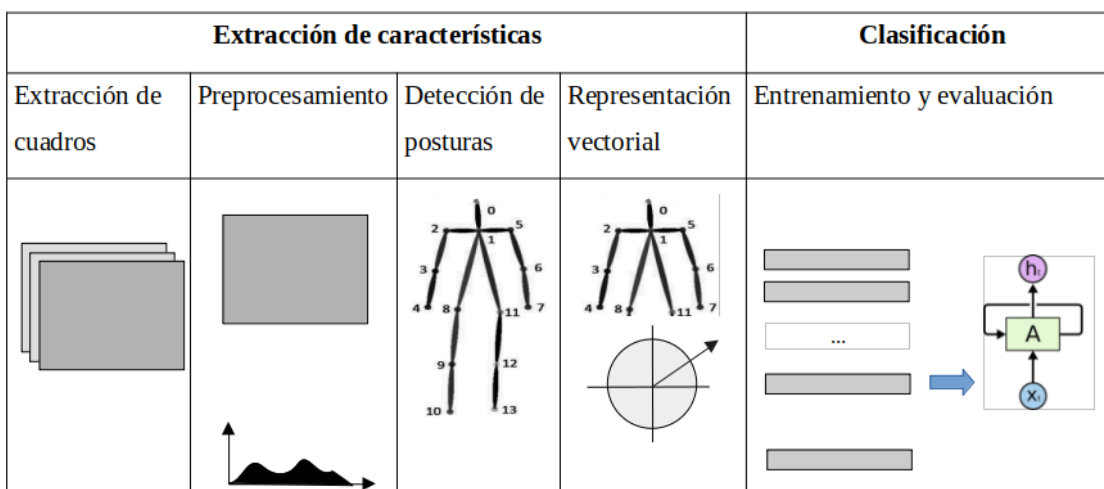 Extracción de características
Clasificación
Extracción de cuadros
Preprocesamiento
Detección de posturas
Representación vectorial
Entrenamiento y evaluación
0
2
5
1
3
6
4
8
11
7
9
12
10
13
0
2
5
1
3
6
4
8
11
7
...
hₜ
A
xₜ